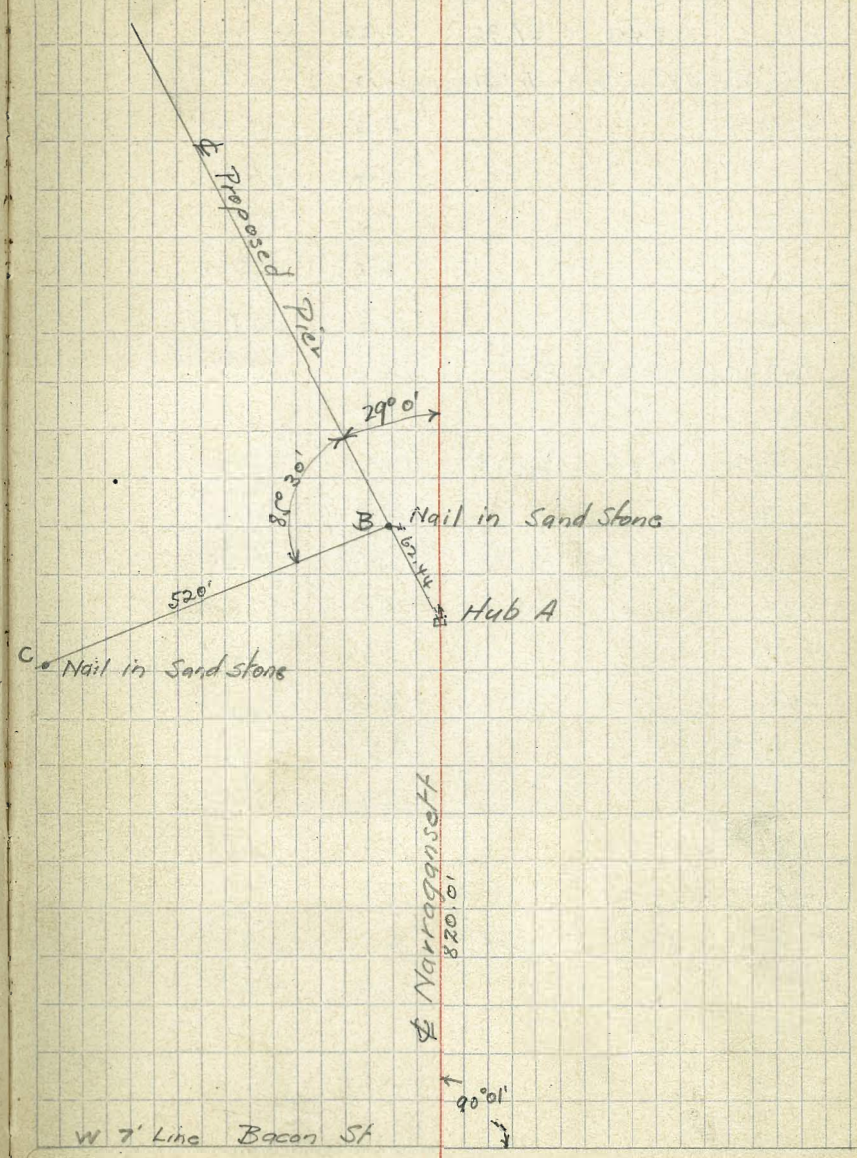 ℄ Proposed Pier
29° 0'
85° 30'
B Nail in Sand Stone
62.44
520'
Hub A
C Nail in Sand stone
℄ Narragansett
820.0'
90°01'
W 7' Line Bacon St